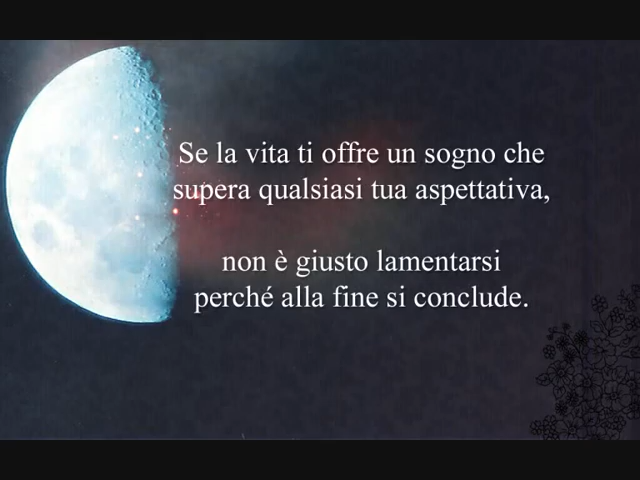 Se la vita ti offre un sogno che
supera qualsiasi tua aspettativa,
non è giusto lamentarsi
perché alla fine si conclude.